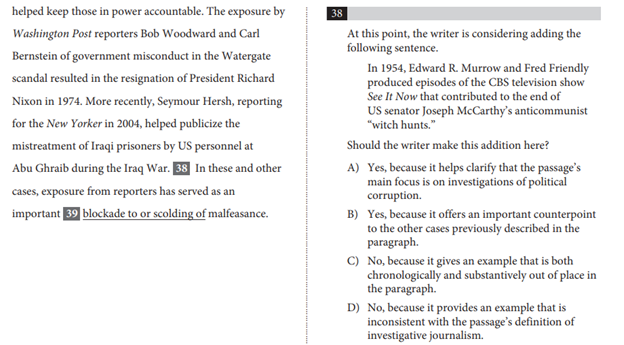 helped keep those in power accountable. The exposure by
Washington Post reporters Bob Woodward and Carl
Bernstein of government misconduct in the Watergate
scandal resulted in the resignation of President Richard
Nixon in 1974. More recently, Seymour Hersh, reporting
for the New Yorker in 2004, helped publicize the
mistreatment of Iraqi prisoners by US personnel at
Abu Ghraib during the Iraq War. 38 In these and other
cases, exposure from reporters has served as an
important 39 blockade to or scolding of malfeasance.
38
At this point, the writer is considering adding the
following sentence.
In 1954, Edward R. Murrow and Fred Friendly
produced episodes of the CBS television show
See It Now that contributed to the end of
US senator Joseph McCarthy's anticommunist
“witch hunts.”
Should the writer make this addition here?
A) Yes, because it helps clarify that the passage's
main focus is on investigations of political
corruption.
B) Yes, because it offers an important counterpoint
to the other cases previously described in the
paragraph.
C) No, because it gives an example that is both
chronologically and substantively out of place in
the paragraph.
D) No, because it provides an example that is
inconsistent with the passage's definition of
investigative journalism.